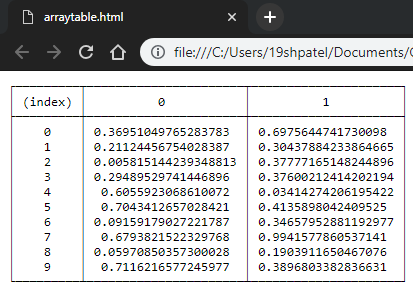 arraytable.html
file:///C:/Users/19shpatel/Documents/
(index) 0 1
0 0.36951049765283783 0.6975644741730098
1 0.21124456754028387 0.30437884233864665
2 0.005815144239348813 0.37777165148244896
3 0.29489529741446896 0.37600212414202194
4 0.6055923068610072 0.03414274206195422
5 0.7043412657028421 0.4135898042409525
6 0.09159179027221787 0.34657952881192977
7 0.6793821522329768 0.9941577860537141
8 0.05970850357300028 0.1903911650467076
9 0.7116216577245977 0.3896803382836631